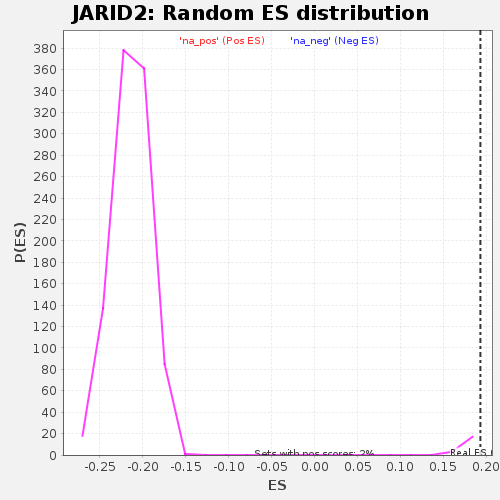 JARID2: Random ES distribution
'na_pos' (Pos ES) 'na_neg' (Neg ES)
P(ES)
380
360
340
320
300
280
260
240
220
200
180
160
140
120
100
80
60
40
20
0
Sets with pos scores: 2%
Real ES
-0.25 -0.20 -0.15 -0.10 -0.05 0.00 0.05 0.10 0.15 0.20
ES